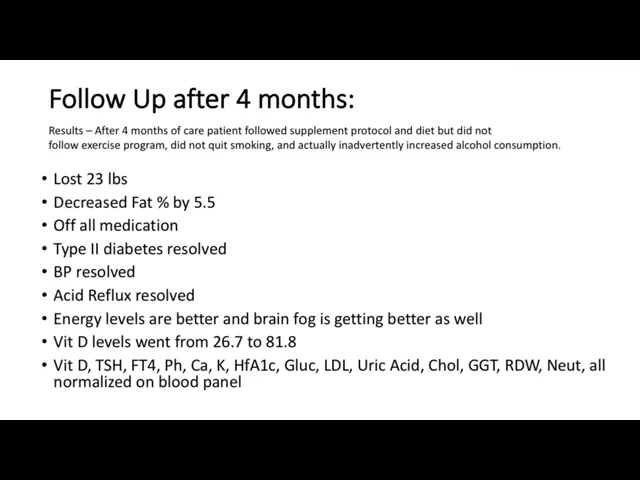 Follow Up after 4 months:
Results – After 4 months of care patient followed supplement protocol and diet but did not
follow exercise program, did not quit smoking, and actually inadvertently increased alcohol consumption.
• Lost 23 lbs
• Decreased Fat % by 5.5
• Off all medication
• Type II diabetes resolved
• BP resolved
• Acid Reflux resolved
• Energy levels are better and brain fog is getting better as well
• Vit D levels went from 26.7 to 81.8
• Vit D, TSH, FT4, Ph, Ca, K, HfA1c, Gluc, LDL, Uric Acid, Chol, GGT, RDW, Neut, all
normalized on blood panel